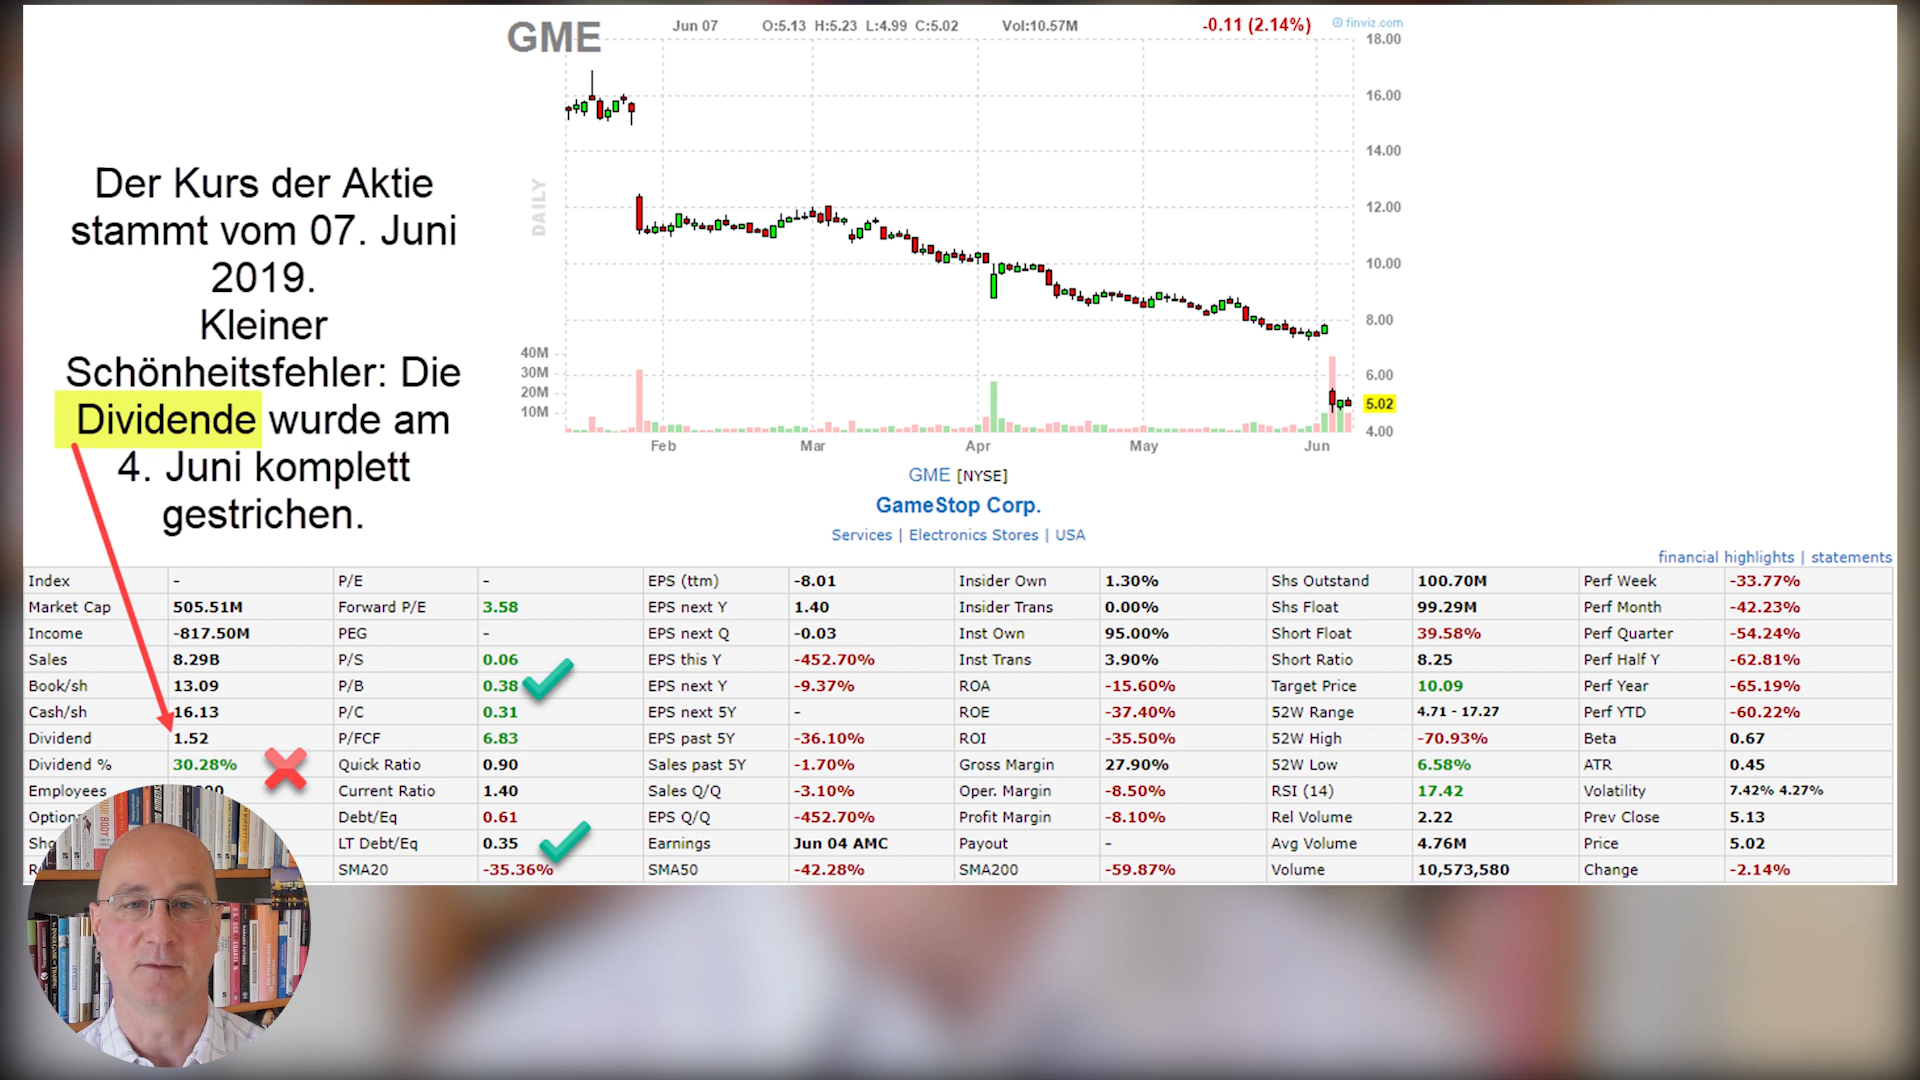 GME
Jun 07 O:5.13 H:5.23 L:4.99 C:5.02 Vol:10.57M -0.11 (2.14%) © finviz.com
18.00
16.00
14.00
12.00
10.00
8.00
6.00
5.02
4.00
DAILY
40M
30M
20M
10M
Feb Mar Apr May Jun
Der Kurs der Aktie
stammt vom 07. Juni
2019.
Kleiner
Schönheitsfehler: Die
Dividende wurde am
4. Juni komplett
gestrichen.
GME [NYSE]
GameStop Corp.
Services | Electronics Stores | USA
financial highlights | statements
Index - P/E - EPS (ttm) -8.01 Insider Own 1.30% Shs Outstand 100.70M Perf Week -33.77%
Market Cap 505.51M Forward P/E 3.58 EPS next Y 1.40 Insider Trans 0.00% Shs Float 99.29M Perf Month -42.23%
Income -817.50M PEG - EPS next Q -0.03 Inst Own 95.00% Short Float 39.58% Perf Quarter -54.24%
Sales 8.29B P/S 0.06 EPS this Y -452.70% Inst Trans 3.90% Short Ratio 8.25 Perf Half Y -62.81%
Book/sh 13.09 P/B 0.38 EPS next Y -9.37% ROA -15.60% Target Price 10.09 Perf Year -65.19%
Cash/sh 16.13 P/C 0.31 EPS next 5Y - ROE -37.40% 52W Range 4.71 - 17.27 Perf YTD -60.22%
Dividend 1.52 P/FCF 6.83 EPS past 5Y -36.10% ROI -35.50% 52W High -70.93% Beta 0.67
Dividend % 30.28% Quick Ratio 0.90 Sales past 5Y -1.70% Gross Margin 27.90% 52W Low 6.58% ATR 0.45
Employees Current Ratio 1.40 Sales Q/Q -3.10% Oper. Margin -8.50% RSI (14) 17.42 Volatility 7.42% 4.27%
Debt/Eq 0.61 EPS Q/Q -452.70% Profit Margin -8.10% Rel Volume 2.22 Prev Close 5.13
LT Debt/Eq 0.35 Earnings Jun 04 AMC Payout - Avg Volume 4.76M Price 5.02
SMA20 -35.36% SMA50 -42.28% SMA200 -59.87% Volume 10,573,580 Change -2.14%